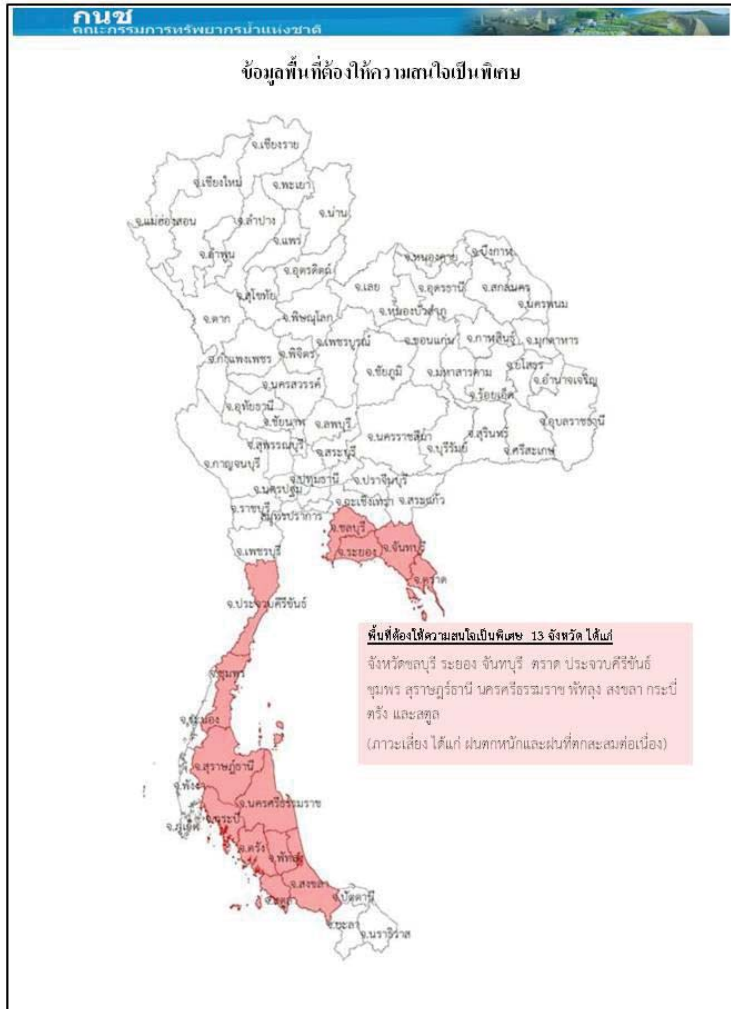 กนช
คณะกรรมการทรัพยากรน้ำแห่งชาติ
ข้อมูลพื้นที่ต้องให้ความสนใจเป็นพิเศษ
จ.เชียงราย
จ.เชียงใหม่
จ.พะเยา
จ.แม่ฮ่องสอน
จ.ลำปาง
จ.น่าน
จ.แพร่
จ.ลำพูน
จ.อุตรดิตถ์
จ.หนองคาย
จ.บึงกาฬ
จ.เลย
จ.อุดรธานี
จ.สกลนคร
จ.นครพนม
จ.สุโขทัย
จ.ตาก
จ.พิษณุโลก
จ.หนองบัวลำภู
จ.เพชรบูรณ์
จ.ขอนแก่น
จ.กาฬสินธุ์
จ.มุกดาหาร
จ.กำแพงเพชร
จ.พิจิตร
จ.ชัยภูมิ
จ.มหาสารคาม
จ.ยโสธร
จ.อำนาจเจริญ
จ.นครสวรรค์
จ.ร้อยเอ็ด
จ.อุทัยธานี
จ.ชัยนาท
จ.ลพบุรี
จ.อุบลราชธานี
จ.สุพรรณบุรี
จ.สระบุรี
จ.นครราชสีมา
จ.บุรีรัมย์
จ.สุรินทร์
จ.ศรีสะเกษ
จ.กาญจนบุรี
จ.ปทุมธานี
จ.ปราจีนบุรี
จ.นครปฐม
จ.ฉะเชิงเทรา
จ.สระแก้ว
จ.ราชบุรี
สมุทรปราการ
จ.ชลบุรี
จ.เพชรบุรี
จ.ระยอง
จ.จันทบุรี
จ.ตราด
จ.ประจวบคีรีขันธ์
พื้นที่ต้องให้ความสนใจเป็นพิเศษ 13 จังหวัด ได้แก่
จังหวัดชลบุรี ระยอง จันทบุรี ตราด ประจวบคีรีขันธ์
ชุมพร สุราษฎร์ธานี นครศรีธรรมราช พัทลุง สงขลา กระบี่
ตรัง และสตูล
(ภาวะเสี่ยง ได้แก่ ฝนตกหนักและฝนที่ตกสะสมต่อเนื่อง)
จ.ชุมพร
จ.ระนอง
จ.สุราษฎร์ธานี
จ.พังงา
จ.นครศรีธรรมราช
จ.กระบี่
จ.ภูเก็ต
จ.ตรัง
จ.พัทลุง
จ.สงขลา
จ.สตูล
จ.ปัตตานี
จ.ยะลา
จ.นราธิวาส